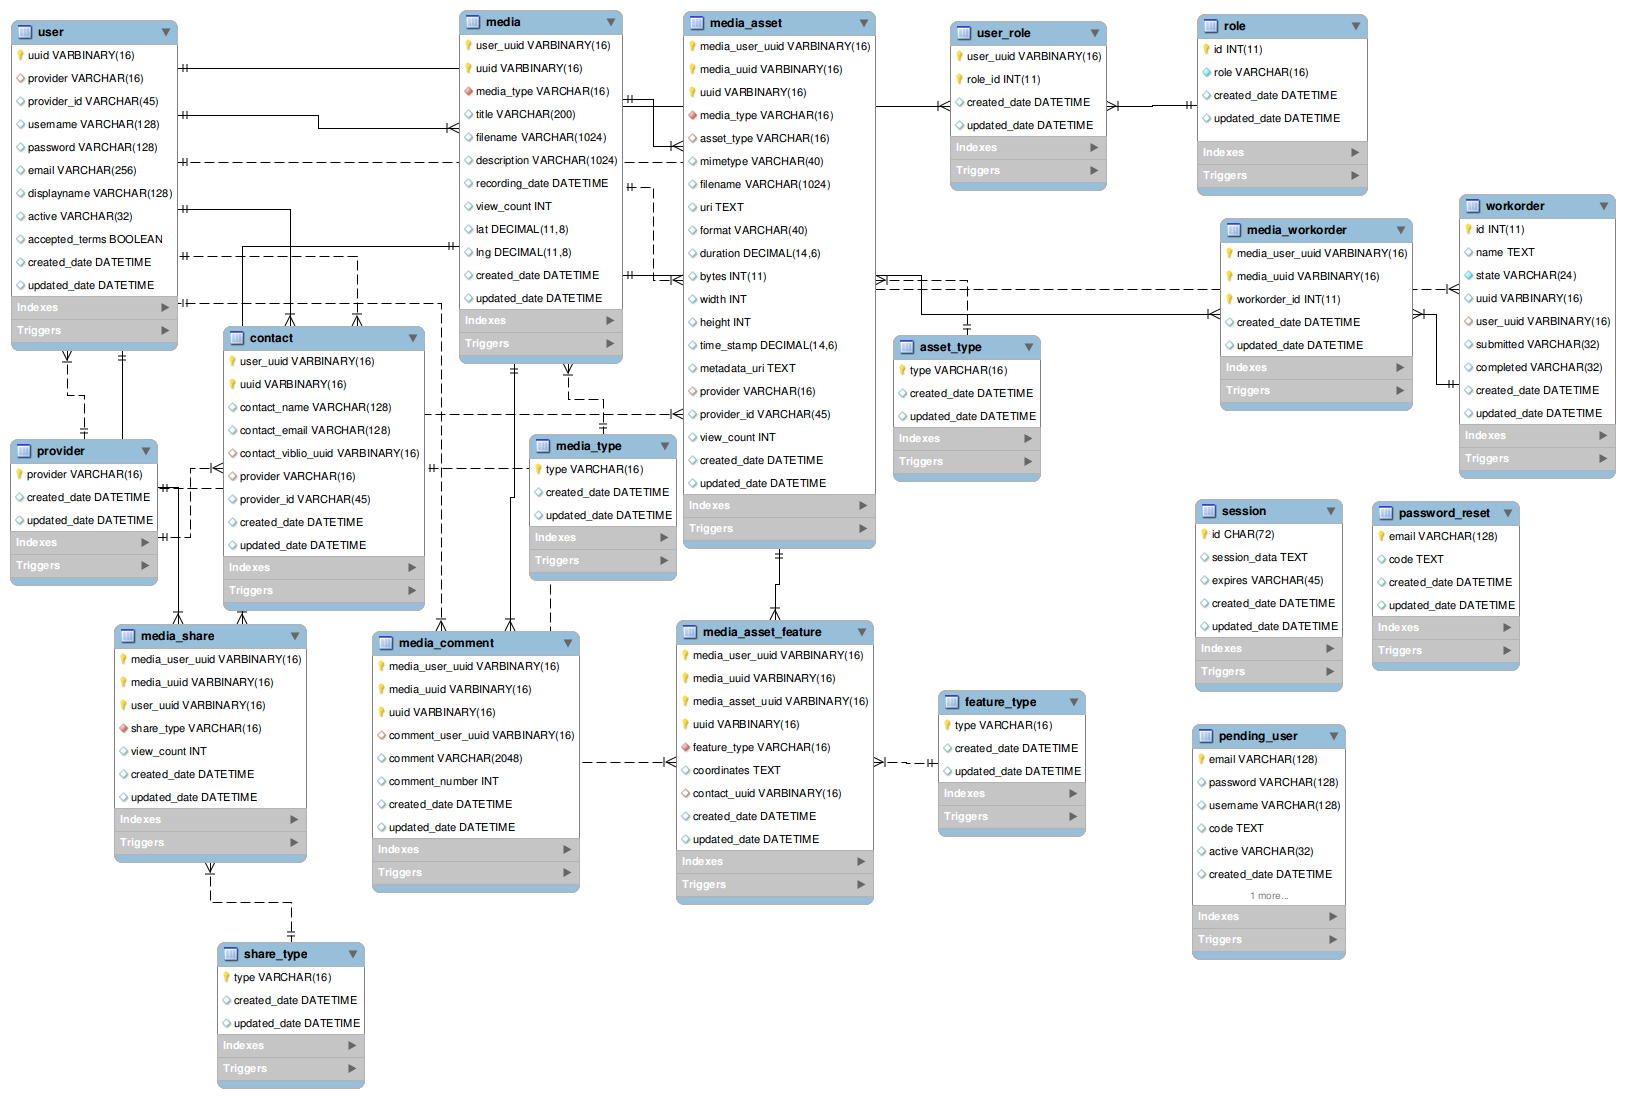 user
uuid VARBINARY(16)
provider VARCHAR(16)
provider_id VARCHAR(45)
username VARCHAR(128)
password VARCHAR(128)
email VARCHAR(256)
displayname VARCHAR(128)
active VARCHAR(32)
accepted_terms BOOLEAN
created_date DATETIME
updated_date DATETIME
Indexes
Triggers
media
user_uuid VARBINARY(16)
uuid VARBINARY(16)
media_type VARCHAR(16)
title VARCHAR(200)
filename VARCHAR(1024)
description VARCHAR(1024)
recording_date DATETIME
view_count INT
lat DECIMAL(11,8)
lng DECIMAL(11,8)
created_date DATETIME
updated_date DATETIME
Indexes
Triggers
media_asset
media_user_uuid VARBINARY(16)
media_uuid VARBINARY(16)
uuid VARBINARY(16)
media_type VARCHAR(16)
asset_type VARCHAR(16)
mimetype VARCHAR(40)
filename VARCHAR(1024)
uri TEXT
format VARCHAR(40)
duration DECIMAL(14,6)
bytes INT(11)
width INT
height INT
time_stamp DECIMAL(14,6)
metadata_uri TEXT
provider VARCHAR(16)
provider_id VARCHAR(45)
view_count INT
created_date DATETIME
updated_date DATETIME
Indexes
Triggers
user_role
user_uuid VARBINARY(16)
role_id INT(11)
created_date DATETIME
updated_date DATETIME
Indexes
Triggers
role
id INT(11)
role VARCHAR(16)
created_date DATETIME
updated_date DATETIME
Indexes
Triggers
media_workorder
media_user_uuid VARBINARY(16)
media_uuid VARBINARY(16)
workorder_id INT(11)
created_date DATETIME
updated_date DATETIME
Indexes
Triggers
workorder
id INT(11)
name TEXT
state VARCHAR(24)
uuid VARBINARY(16)
user_uuid VARBINARY(16)
submitted VARCHAR(32)
completed VARCHAR(32)
created_date DATETIME
updated_date DATETIME
Indexes
Triggers
contact
user_uuid VARBINARY(16)
uuid VARBINARY(16)
contact_name VARCHAR(128)
contact_email VARCHAR(128)
contact_viblio_uuid VARBINARY(16)
provider VARCHAR(16)
provider_id VARCHAR(45)
created_date DATETIME
updated_date DATETIME
Indexes
Triggers
asset_type
type VARCHAR(16)
created_date DATETIME
updated_date DATETIME
Indexes
Triggers
provider
provider VARCHAR(16)
created_date DATETIME
updated_date DATETIME
Indexes
Triggers
media_type
type VARCHAR(16)
created_date DATETIME
updated_date DATETIME
Indexes
Triggers
session
id CHAR(72)
session_data TEXT
expires VARCHAR(45)
created_date DATETIME
updated_date DATETIME
Indexes
Triggers
password_reset
email VARCHAR(128)
code TEXT
created_date DATETIME
updated_date DATETIME
Indexes
Triggers
media_share
media_user_uuid VARBINARY(16)
media_uuid VARBINARY(16)
user_uuid VARBINARY(16)
share_type VARCHAR(16)
view_count INT
created_date DATETIME
updated_date DATETIME
Indexes
Triggers
media_comment
media_user_uuid VARBINARY(16)
media_uuid VARBINARY(16)
uuid VARBINARY(16)
comment_user_uuid VARBINARY(16)
comment VARCHAR(2048)
comment_number INT
created_date DATETIME
updated_date DATETIME
Indexes
Triggers
media_asset_feature
media_user_uuid VARBINARY(16)
media_uuid VARBINARY(16)
media_asset_uuid VARBINARY(16)
uuid VARBINARY(16)
feature_type VARCHAR(16)
coordinates TEXT
contact_uuid VARBINARY(16)
created_date DATETIME
updated_date DATETIME
Indexes
Triggers
feature_type
type VARCHAR(16)
created_date DATETIME
updated_date DATETIME
Indexes
Triggers
pending_user
email VARCHAR(128)
password VARCHAR(128)
username VARCHAR(128)
code TEXT
active VARCHAR(32)
created_date DATETIME
1 more...
Indexes
Triggers
share_type
type VARCHAR(16)
created_date DATETIME
updated_date DATETIME
Indexes
Triggers